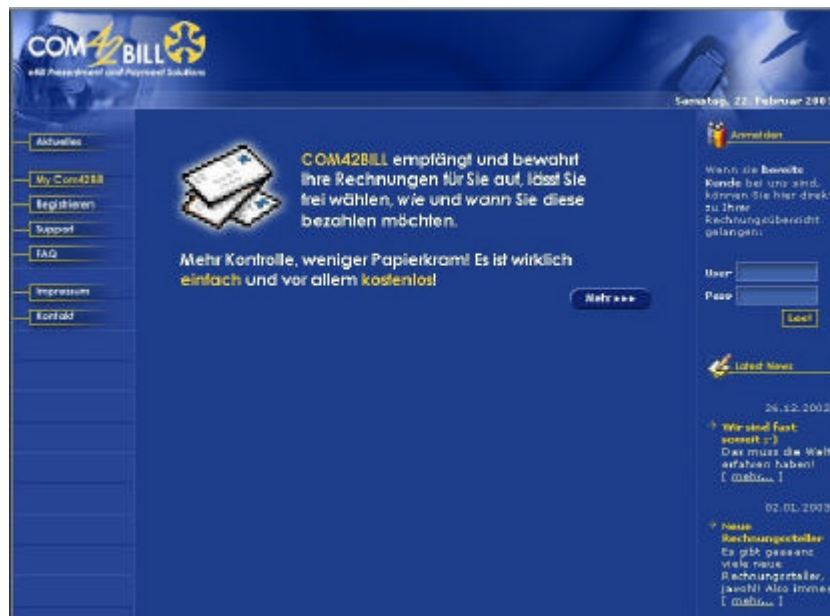 COM42BILL
eBill Presentment and Payment Solutions
Samstag, 22. Februar 200
Aktuelles
My Com42Bill
Registrieren
Support
FAQ
Impressum
Kontakt
COM42BILL empfängt und bewahrt
Ihre Rechnungen für Sie auf, lässt Sie
frei wählen, wie und wann Sie diese
bezahlen möchten.
Mehr Kontrolle, weniger Papierkram! Es ist wirklich
einfach und vor allem kostenlos!
Mehr
Anmelden
Wenn sie bereits
Kunde bei uns sind,
können Sie hier direk
zu Ihrer
Rechnungsübersicht
gelangen:
User
Pass
Los!
Latest News
26.12.2002
Wir sind fast
soweit ;-)
Das muss die Welt
erfahren haben!
[ mehr... ]
02.01.2003
Neue
Rechnungssteller
Es gibt
viele neue
Rechnungssteller,
jawohl! Also immer
[ mehr... ]